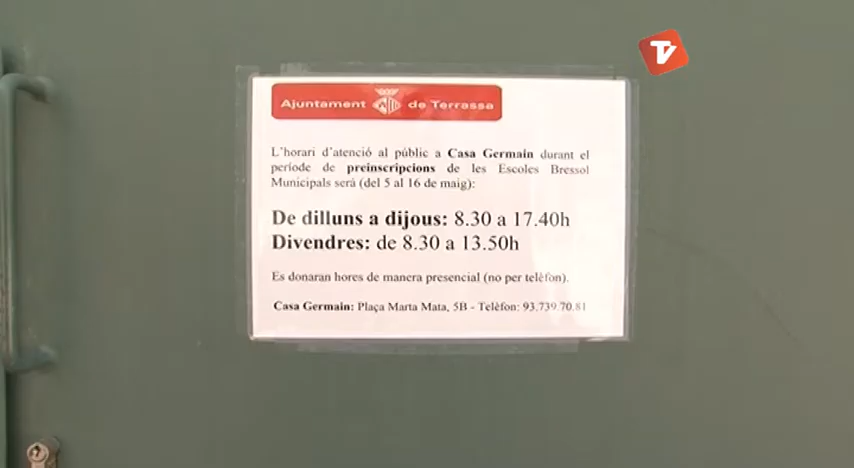 TV
Ajuntament de Terrassa
L'horari d'atenció al públic a Casa Germain durant el
període de preinscripcions de les Escoles Bressol
Municipals serà (del 5 al 16 de maig):
De dilluns a dijous: 8.30 a 17.40h
Divendres: de 8.30 a 13.50h
Es donaran hores de manera presencial (no per telèfon).
Casa Germain: Plaça Marta Mata, 5B - Telèfon: 93.739.70.81